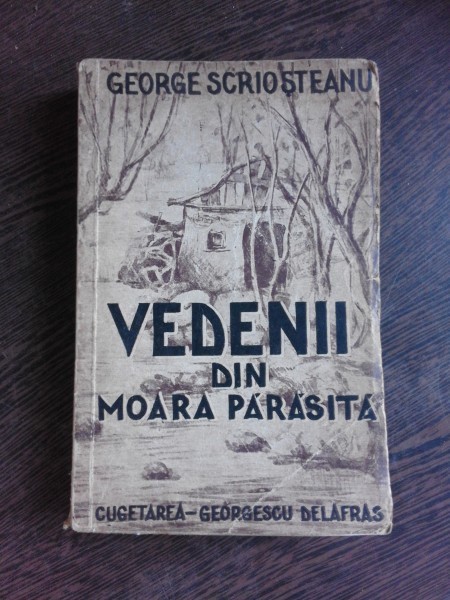 GEORGE SCRIOȘTEANU
VEDENII
DIN
MOARA PĂRĂSITĂ
CUGETAREA-GEORGESCU DELAFRAS